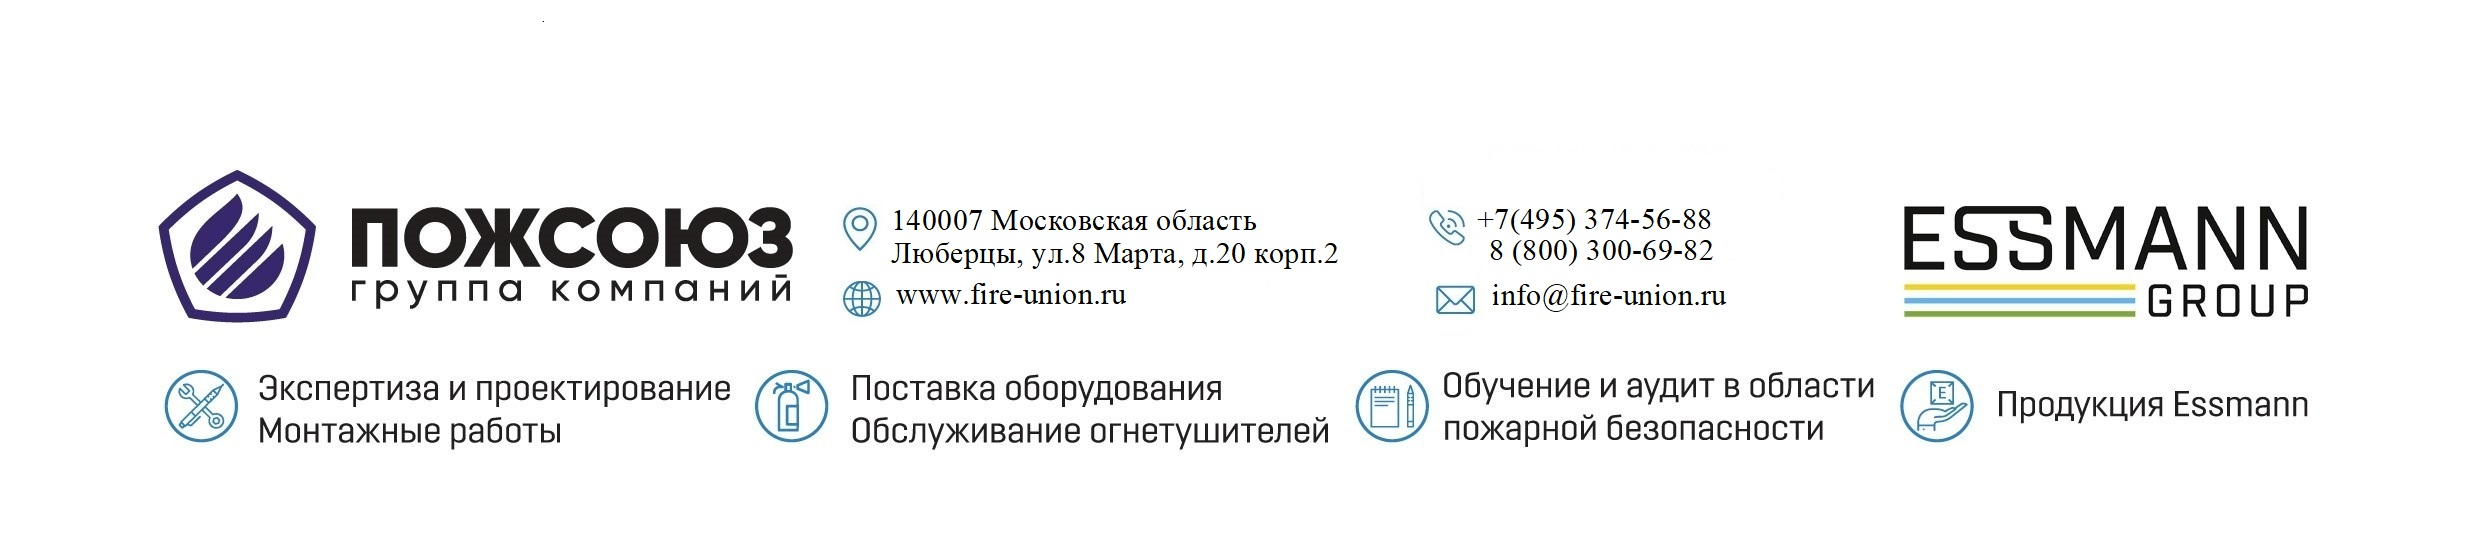 ПОЖСОЮЗ
группа компаний
140007 Московская область
Люберцы, ул.8 Марта, д.20 корп.2
www.fire-union.ru
+7(495) 374-56-88
8 (800) 300-69-82
info@fire-union.ru
ESSMANN
GROUP
Экспертиза и проектирование
Монтажные работы
Поставка оборудования
Обслуживание огнетушителей
Обучение и аудит в области
пожарной безопасности
E
Продукция Essmann